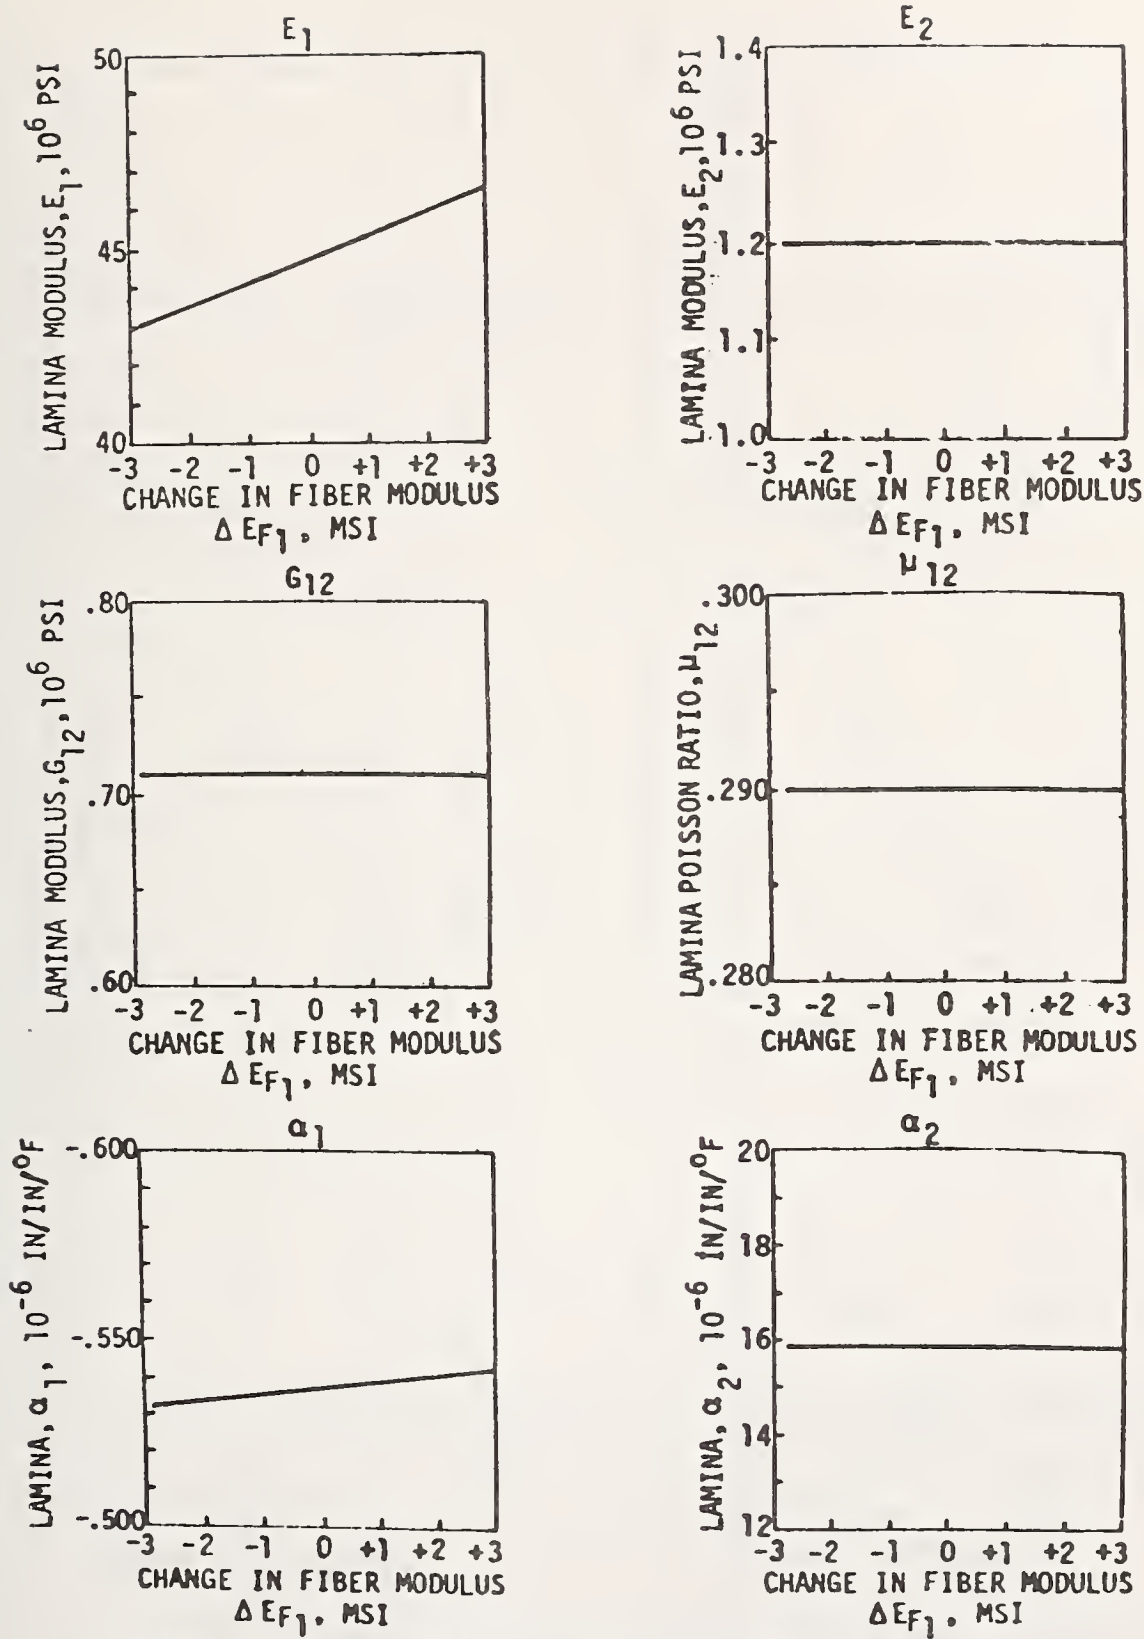 E1
LAMINA MODULUS, E1, 10^6 PSI
50
45
40
-3 -2 -1 0 +1 +2 +3
CHANGE IN FIBER MODULUS
Δ EF1, MSI
E2
LAMINA MODULUS, E2, 10^6 PSI
1.4
1.3
1.2
1.1
1.0
-3 -2 -1 0 +1 +2 +3
CHANGE IN FIBER MODULUS
Δ EF1, MSI
G12
LAMINA MODULUS, G12, 10^6 PSI
.80
.70
.60
-3 -2 -1 0 +1 +2 +3
CHANGE IN FIBER MODULUS
Δ EF1, MSI
μ12
LAMINA POISSON RATIO, μ12
.300
.290
.280
-3 -2 -1 0 +1 +2 +3
CHANGE IN FIBER MODULUS
Δ EF1, MSI
α1
LAMINA, α1, 10^-6 IN/IN/°F
-.600
-.550
-.500
-3 -2 -1 0 +1 +2 +3
CHANGE IN FIBER MODULUS
Δ EF1, MSI
α2
LAMINA, α2, 10^-6 IN/IN/°F
20
18
16
14
12
-3 -2 -1 0 +1 +2 +3
CHANGE IN FIBER MODULUS
Δ EF1, MSI